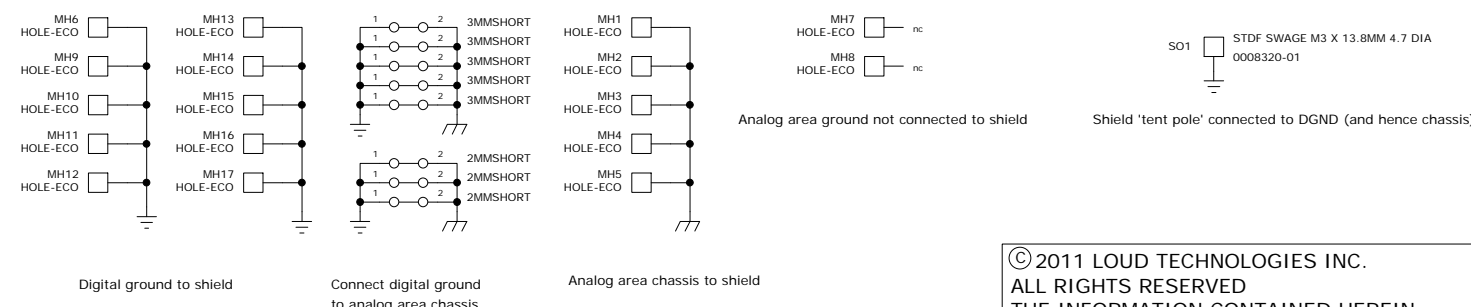 MH6
HOLE-ECO
MH9
HOLE-ECO
MH10
HOLE-ECO
MH11
HOLE-ECO
MH12
HOLE-ECO
MH13
HOLE-ECO
MH14
HOLE-ECO
MH15
HOLE-ECO
MH16
HOLE-ECO
MH17
HOLE-ECO
Digital ground to shield
1 2 3MMSHORT
1 2 3MMSHORT
1 2 3MMSHORT
1 2 3MMSHORT
1 2 3MMSHORT
1 2 2MMSHORT
1 2 2MMSHORT
1 2 2MMSHORT
Connect digital ground
to analog area chassis
MH1
HOLE-ECO
MH2
HOLE-ECO
MH3
HOLE-ECO
MH4
HOLE-ECO
MH5
HOLE-ECO
Analog area chassis to shield
MH7
HOLE-ECO
nc
MH8
HOLE-ECO
nc
Analog area ground not connected to shield
SO1
STDF SWAGE M3 X 13.8MM 4.7 DIA
0008320-01
Shield 'tent pole' connected to DGND (and hence chassis)
© 2011 LOUD TECHNOLOGIES INC.
ALL RIGHTS RESERVED
THE INFORMATION CONTAINED HEREIN